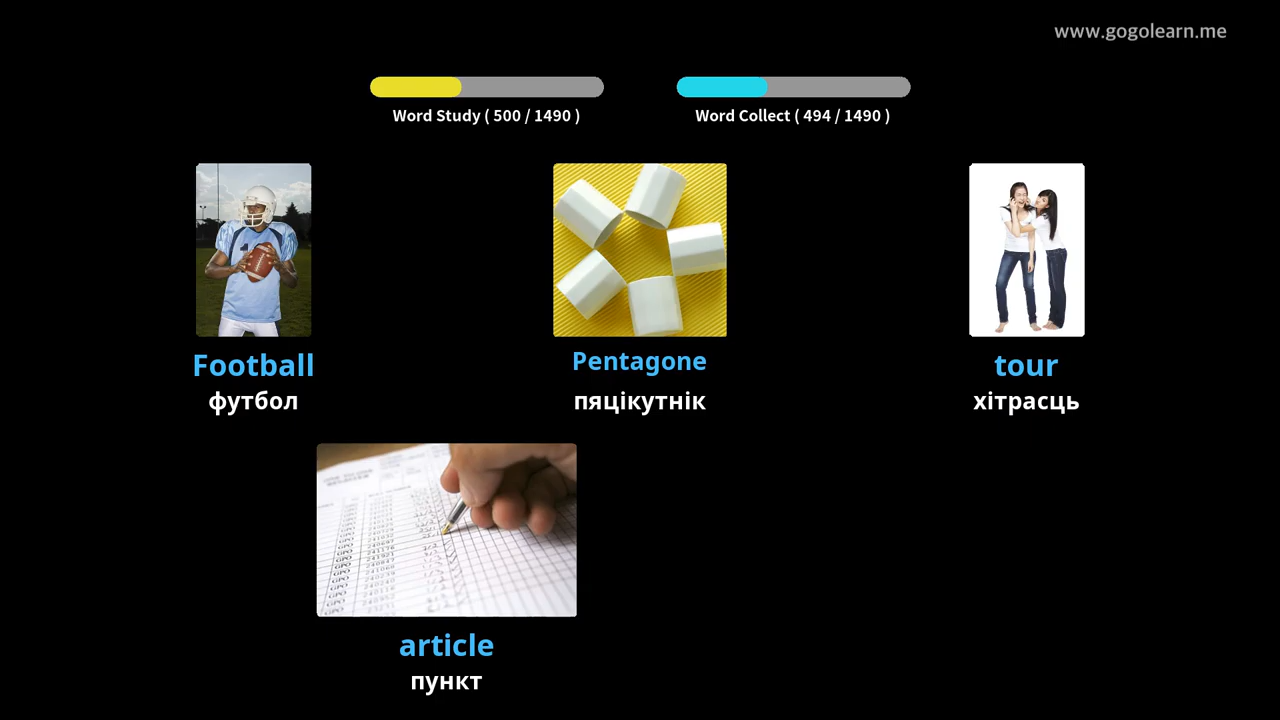 www.gogolearn.me
Word Study ( 500 / 1490 )
Word Collect ( 494 / 1490 )
Football
футбол
Pentagone
пяцікутнік
tour
хітрасць
article
пункт